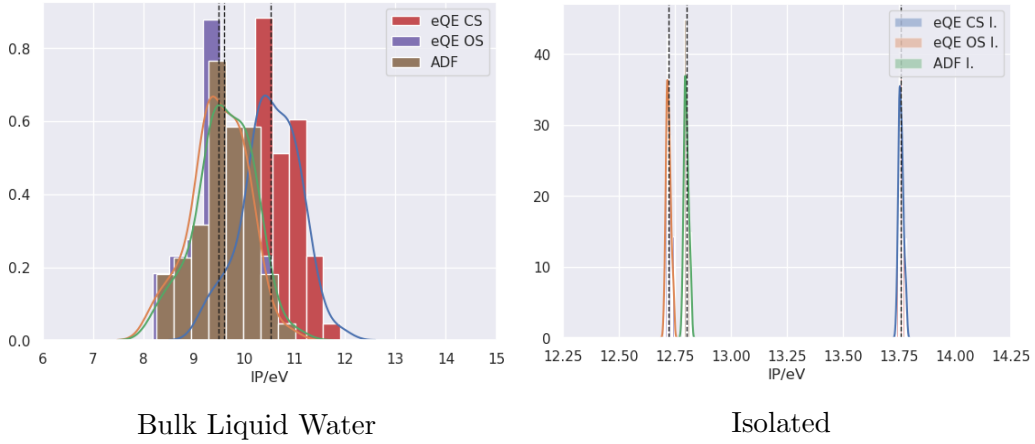 eQE CS
eQE OS
ADF
0.8
0.6
0.4
0.2
0.0
6 7 8 9 10 11 12 13 14 15
IP/eV
Bulk Liquid Water
eQE CS I.
eQE OS I.
ADF I.
40
30
20
10
0
12.25 12.50 12.75 13.00 13.25 13.50 13.75 14.00 14.25
IP/eV
Isolated